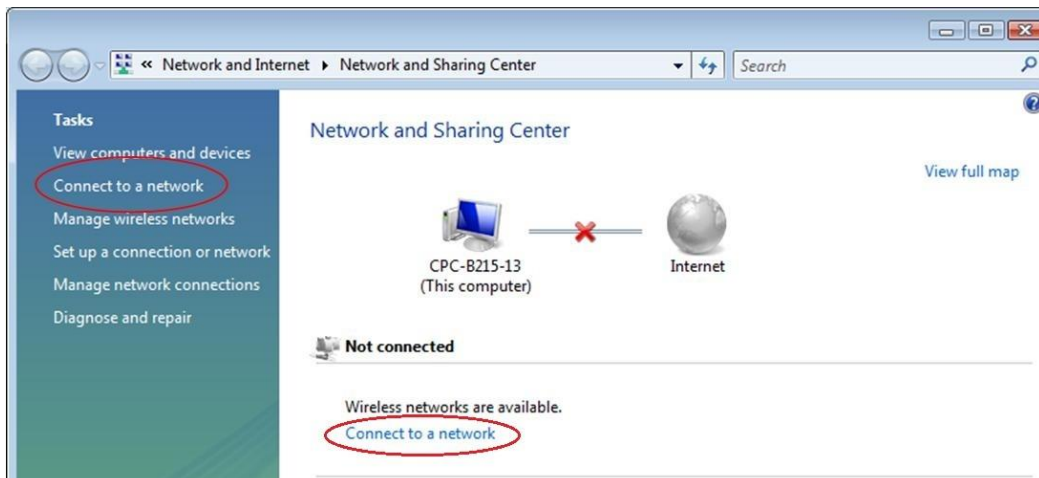 « Network and Internet ▸ Network and Sharing Center
Search
Tasks
View computers and devices
Connect to a network
Manage wireless networks
Set up a connection or network
Manage network connections
Diagnose and repair
Network and Sharing Center
View full map
CPC-B215-13
(This computer)
Internet
Not connected
Wireless networks are available.
Connect to a network